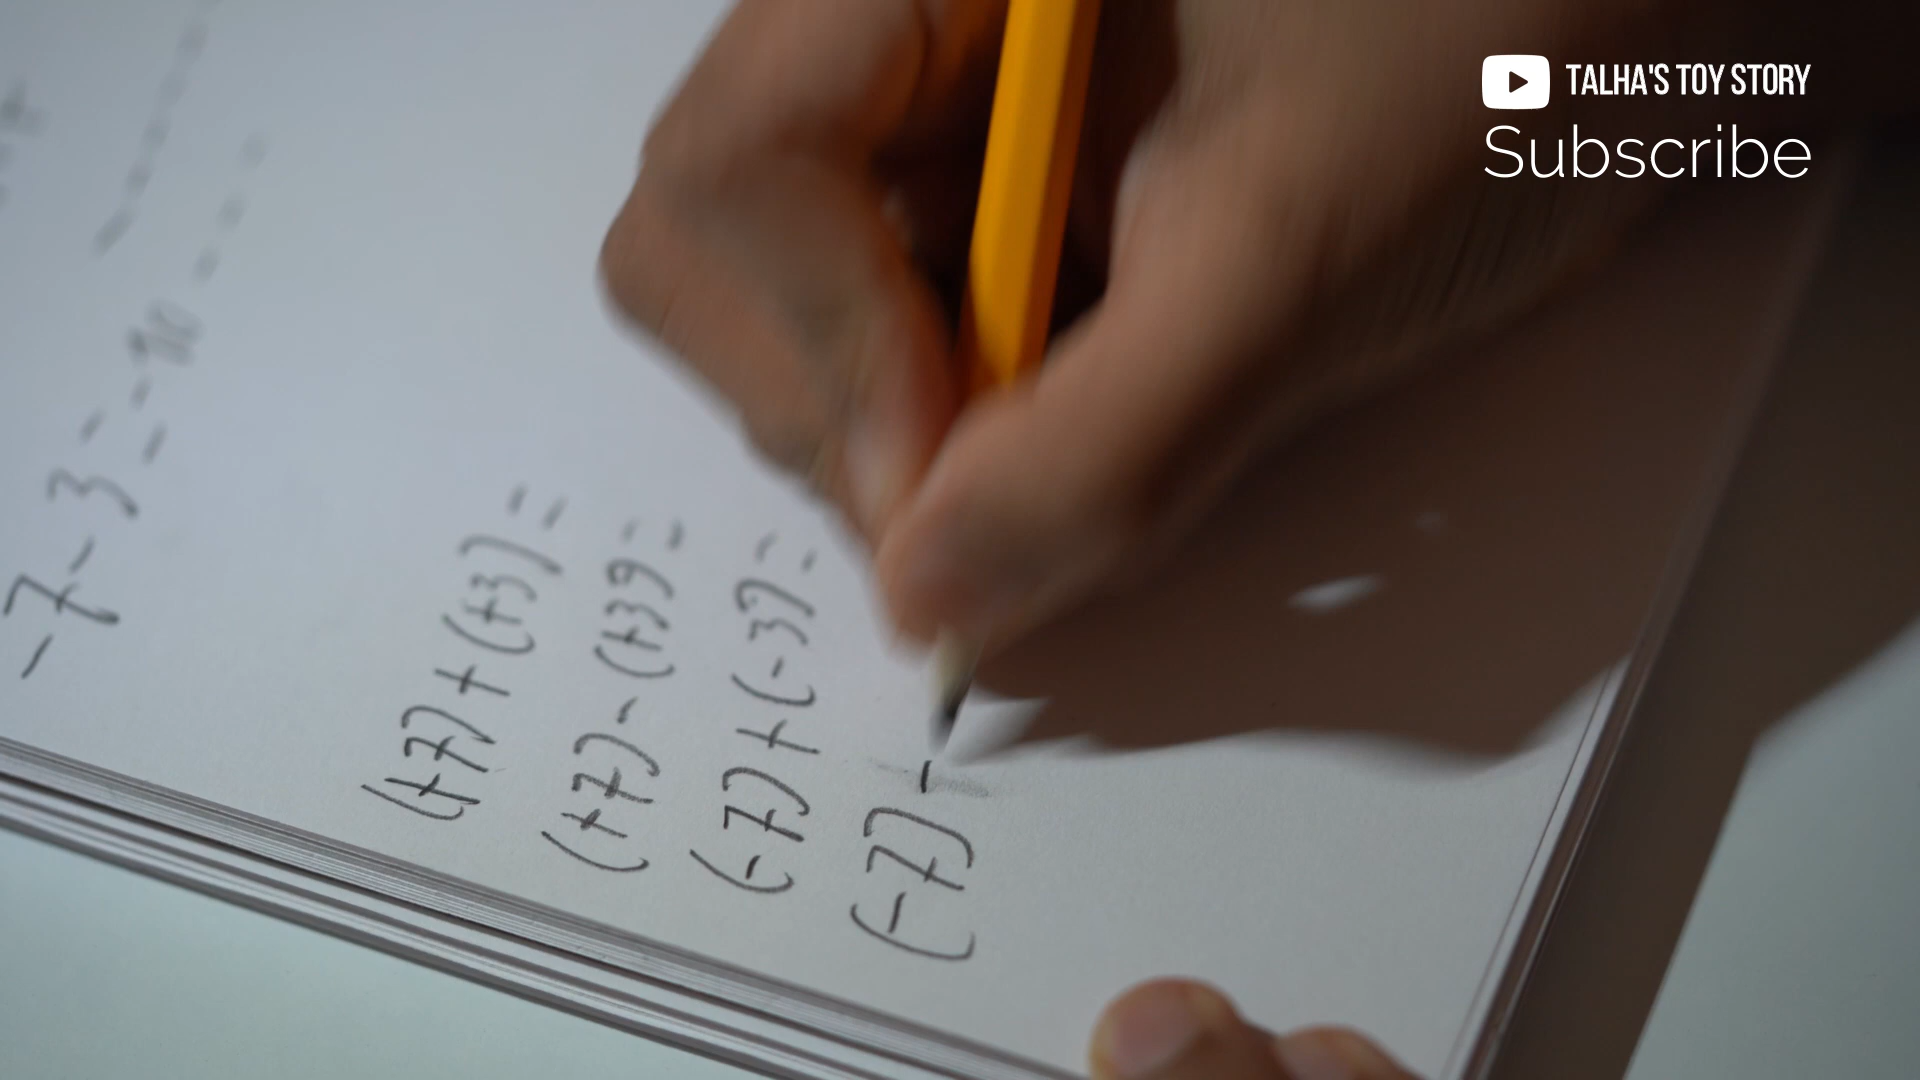 TALHA'S TOY STORY
Subscribe
-7-3=-10
(+7)+(+3)=
(+7)-(+3)=
(-7)+(-3)=
(-7)-